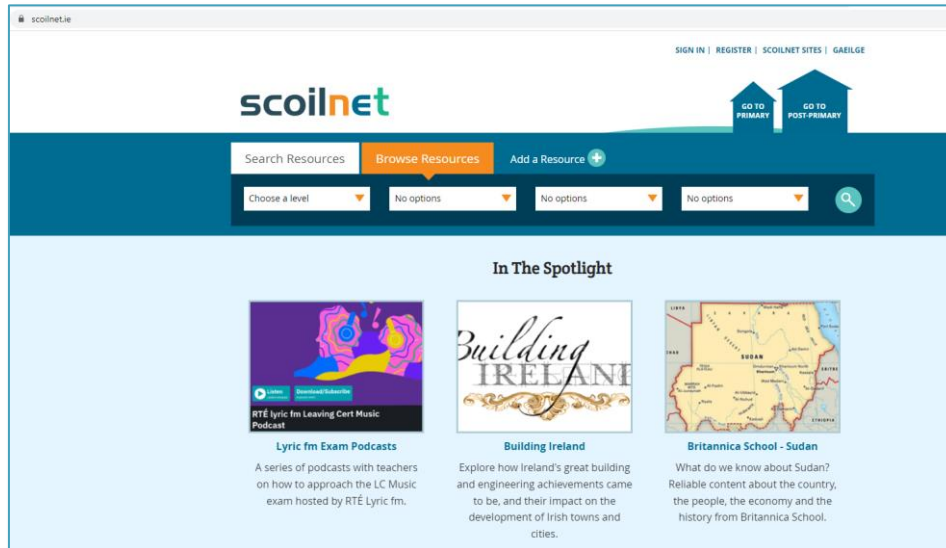 scoilnet.ie
SIGN IN | REGISTER | SCOILNET SITES | GAEILGE
scoilnet
GO TO PRIMARY
GO TO POST-PRIMARY
Search Resources Browse Resources Add a Resource
Choose a level No options No options No options
In The Spotlight
Listen Download/Subscribe
RTÉ lyric fm Leaving Cert Music
Podcast
Building
IRELAN
SUDAN
Lyric fm Exam Podcasts
A series of podcasts with teachers
on how to approach the LC Music
exam hosted by RTÉ Lyric fm.
Building Ireland
Explore how Ireland's great building
and engineering achievements came
to be, and their impact on the
development of Irish towns and
cities.
Britannica School - Sudan
What do we know about Sudan?
Reliable content about the country,
the people, the economy and the
history from Britannica School.